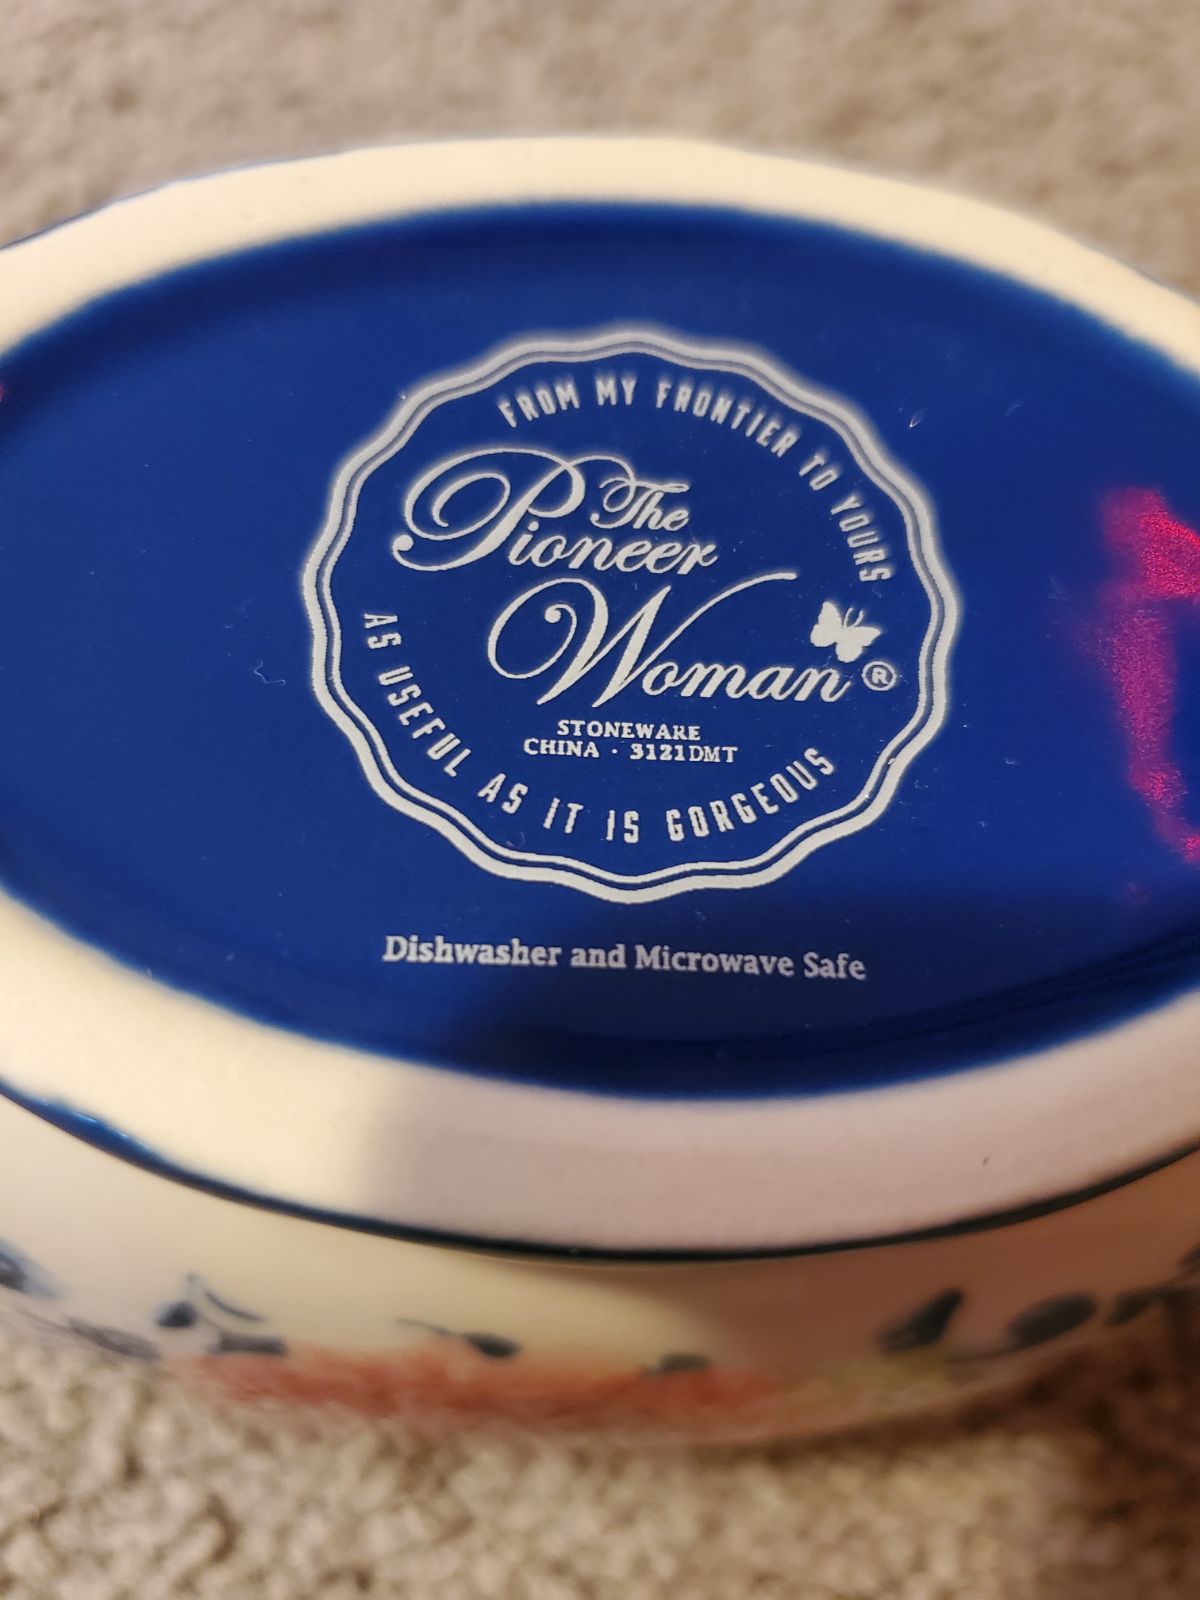 FROM MY FRONTIER TO YOURS
The
Pioneer
Woman®
STONEWARE
CHINA · 3121DMT
AS USEFUL AS IT IS GORGEOUS
Dishwasher and Microwave Safe